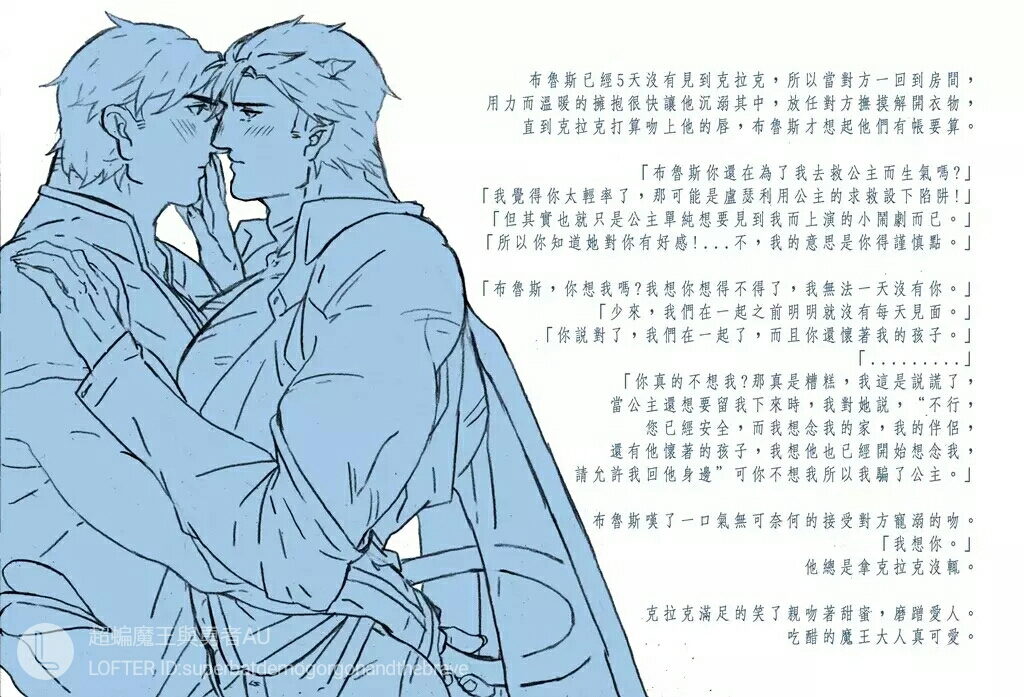 布魯斯已經5天沒有見到克拉克，所以當對方一回到房間，
用力而溫暖的擁抱很快讓他沉溺其中，放任對方撫摸解開衣物，
直到克拉克打算吻上他的唇，布魯斯才想起他們有帳要算。
「布魯斯你還在為了我去救公主而生氣嗎?」
「我覺得你太輕率了，那可能是盧瑟利用公主的求救設下陷阱!」
「但其實也就只是公主單純想要見到我而上演的小鬧劇而已。」
「所以你知道她對你有好感!...不，我的意思是你得謹慎點。」
「布魯斯，你想我嗎?我想你想得不得了，我無法一天沒有你。」
「少來，我們在一起之前明明就沒有每天見面。」
「你說對了，我們在一起了，而且你還懷著我的孩子。」
「.........」
「你真的不想我?那真是糟糕，我這是說謊了，
當公主還想要留我下來時，我對她說，“不行，
您已經安全，而我想念我的家，我的伴侶，
還有他懷著的孩子，我想他也已經開始想念我，
請允許我回他身邊”可你不想我所以我騙了公主。」
布魯斯嘆了一口氣無可奈何的接受對方寵溺的吻。
「我想你。」
他總是拿克拉克沒輒。
克拉克滿足的笑了親吻著甜蜜，磨蹭愛人。
吃醋的魔王大人真可愛。
超蝙魔王與勇者AU
LOFTER ID:superbatdemogorgonandthebrave